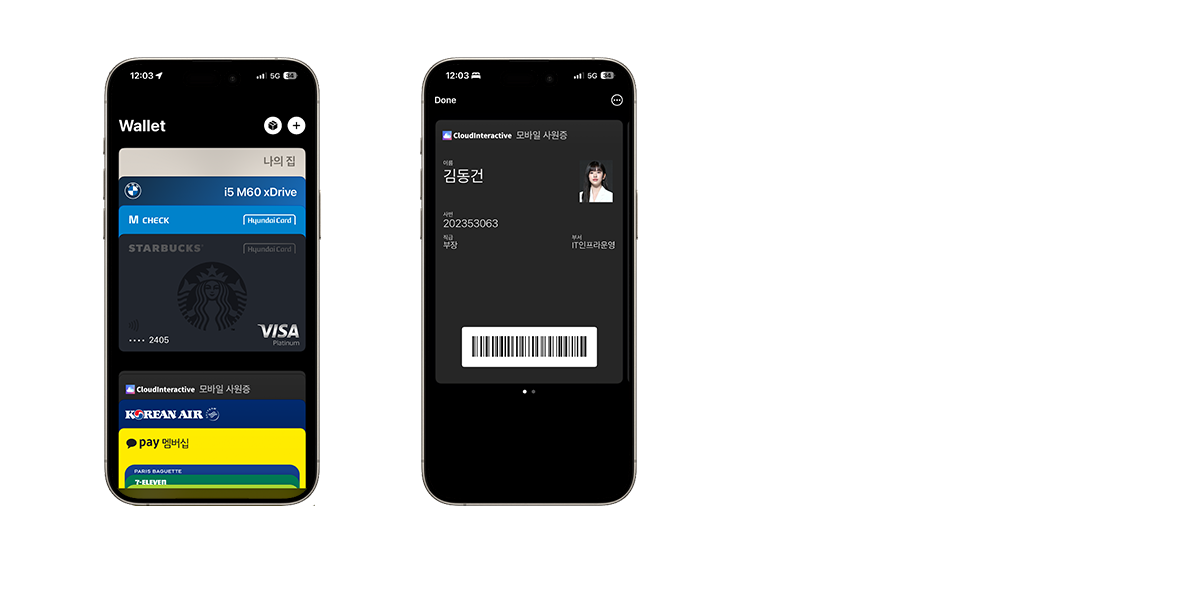 12:03
5G
34
Wallet
나의 집
i5 M60 xDrive
M CHECK
Hyundai Card
STARBUCKS
Hyundai Card
VISA
Platinum
•••• 2405
CloudInteractive 모바일 사원증
KOREAN AIR
pay 멤버십
PARIS BAGUETTE
7-ELEVEN
12:03
5G
34
Done
CloudInteractive 모바일 사원증
이름
김동건
사번
202353063
직급
부서
부장
IT인프라운영